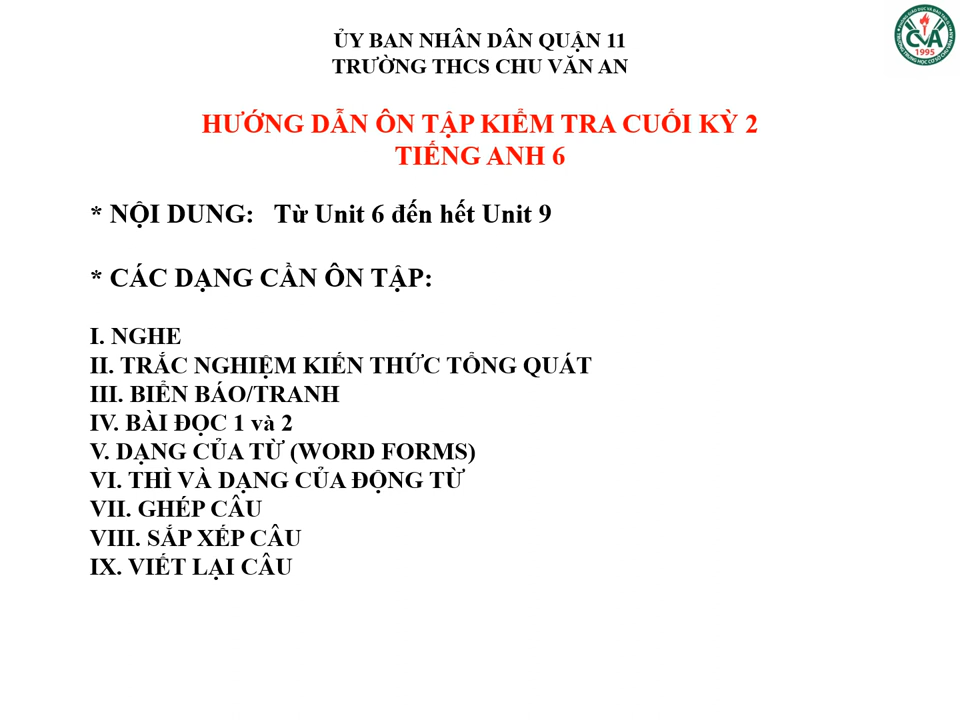 ỦY BAN NHÂN DÂN QUẬN 11
TRƯỜNG THCS CHU VĂN AN
CVA
1995
HƯỚNG DẪN ÔN TẬP KIỂM TRA CUỐI KỲ 2
TIẾNG ANH 6
* NỘI DUNG: Từ Unit 6 đến hết Unit 9
* CÁC DẠNG CẦN ÔN TẬP:
I. NGHE
II. TRẮC NGHIỆM KIẾN THỨC TỔNG QUÁT
III. BIỂN BÁO/TRANH
IV. BÀI ĐỌC 1 và 2
V. DẠNG CỦA TỪ (WORD FORMS)
VI. THÌ VÀ DẠNG CỦA ĐỘNG TỪ
VII. GHÉP CÂU
VIII. SẮP XẾP CÂU
IX. VIẾT LẠI CÂU